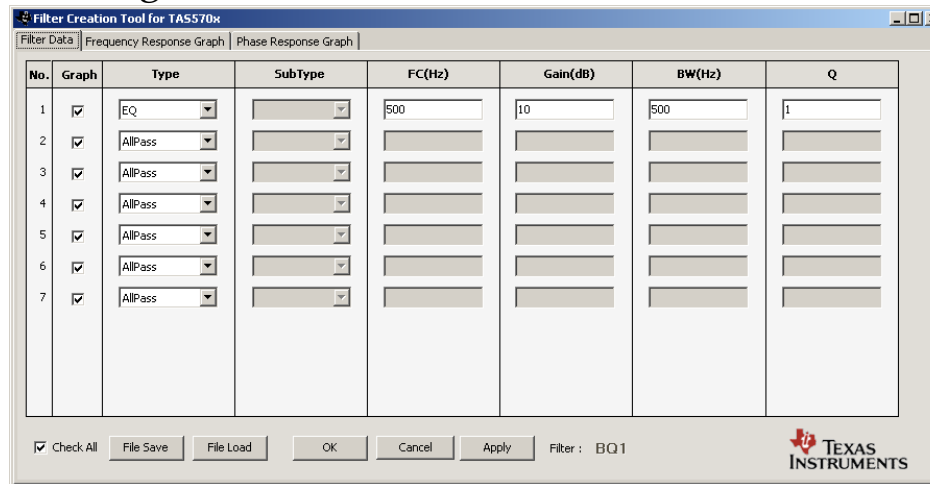 Filter Creation Tool for TAS570x
Filter Data Frequency Response Graph Phase Response Graph
No. Graph Type SubType FC(Hz) Gain(dB) BW(Hz) Q
1 EQ 500 10 500 1
2 AllPass
3 AllPass
4 AllPass
5 AllPass
6 AllPass
7 AllPass
Check All File Save File Load OK Cancel Apply Filter : BQ1
TEXAS
INSTRUMENTS